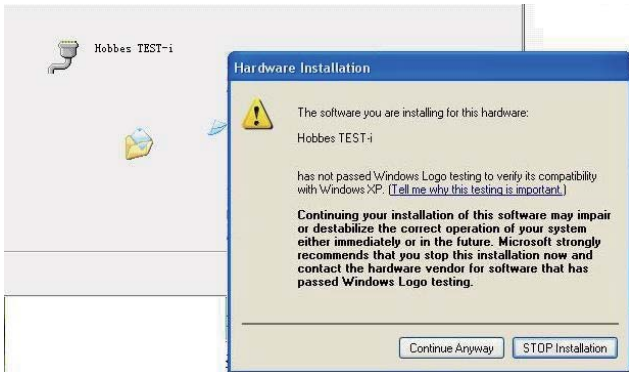 Hobbes TEST-i
Hardware Installation
The software you are installing for this hardware:
Hobbes TEST-i
has not passed Windows Logo testing to verify its compatibility
with Windows XP. (Tell me why this testing is important.)
Continuing your installation of this software may impair
or destabilize the correct operation of your system
either immediately or in the future. Microsoft strongly
recommends that you stop this installation now and
contact the hardware vendor for software that has
passed Windows Logo testing.
Continue Anyway
STOP Installation